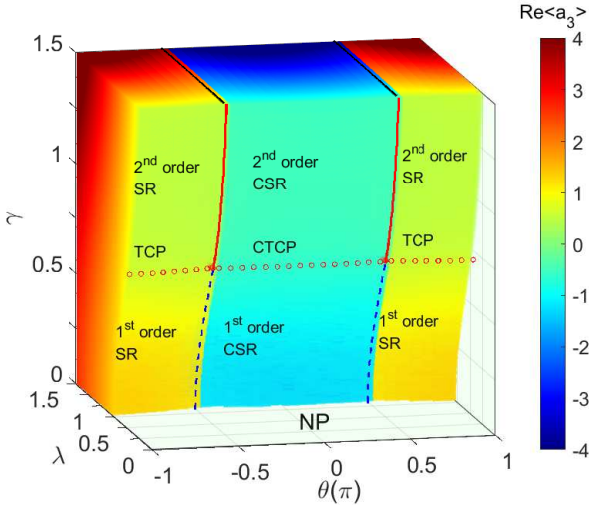 Re<a3>
1.5
1
0.5
0
γ
2nd order
SR
2nd order
CSR
2nd order
SR
TCP
CTCP
TCP
1st order
SR
1st order
CSR
1st order
SR
NP
1.5
1
0.5
0
λ
-1
-0.5
0
0.5
1
θ(π)
4
3
2
1
0
-1
-2
-3
-4